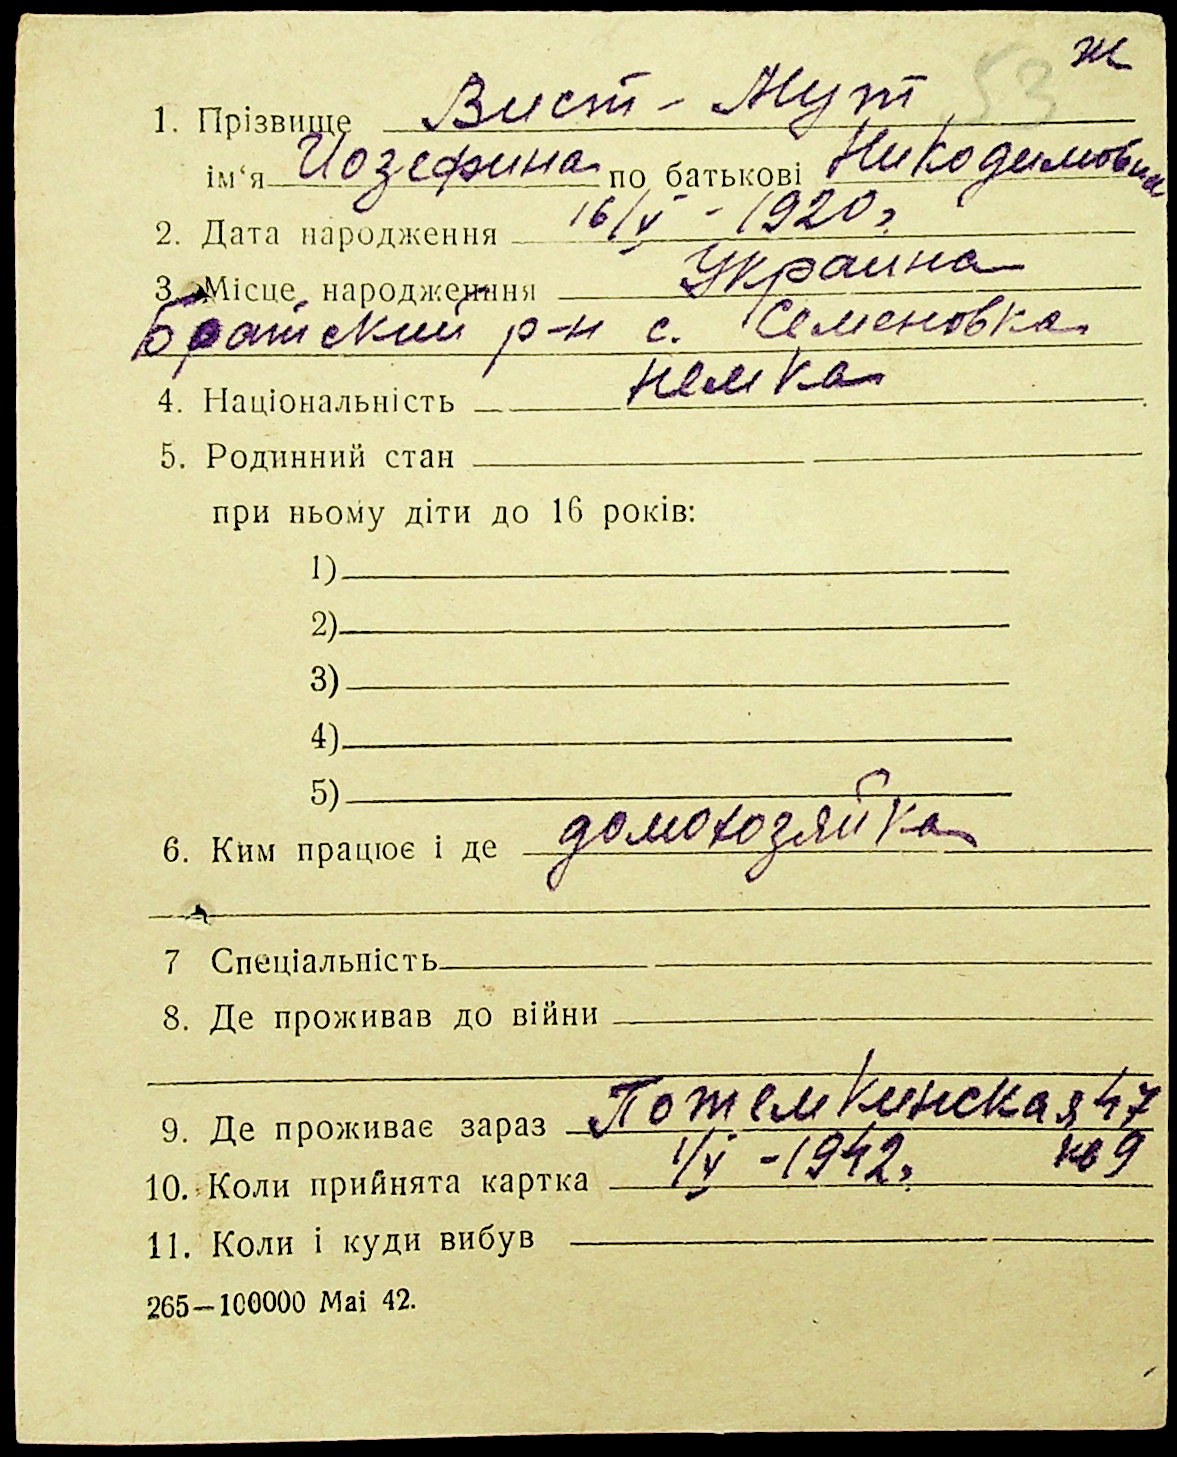 53 ж
1. Прізвище Вист - Мут
ім‘я Иозефина по батькові Никодимовна
2. Дата народження 16/V - 1920 г.
3. Місце народження Украина
Братский р-н с. Семеновка
4. Національність немка
5. Родинний стан
при ньому діти до 16 років:
1)
2)
3)
4)
5)
6. Ким працює і де домохозяйка
7 Спеціальність
8. Де проживав до війни
9. Де проживає зараз Потемкинская 47
кв 9
10. Коли прийнята картка 1/V - 1942 г.
11. Коли і куди вибув
265—100000 Маі 42.